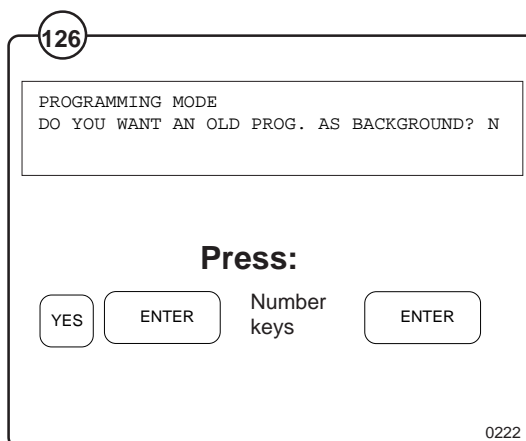 126
PROGRAMMING MODE
DO YOU WANT AN OLD PROG. AS BACKGROUND? N
Press:
YES ENTER Number keys ENTER
0222